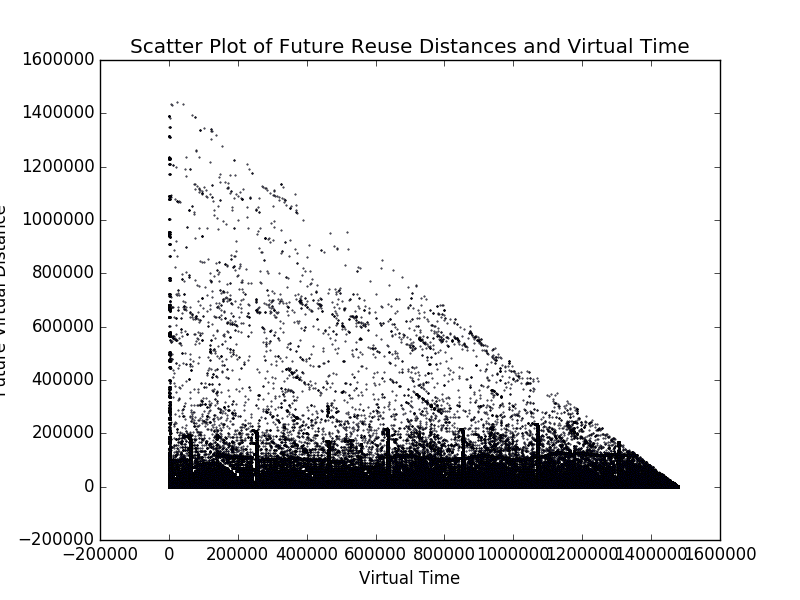 Scatter Plot of Future Reuse Distances and Virtual Time
1600000
1400000
1200000
1000000
800000
600000
400000
200000
0
−200000
Future Virtual Distance
−200000 0 200000 400000 600000 800000 1000000 1200000 1400000 1600000
Virtual Time